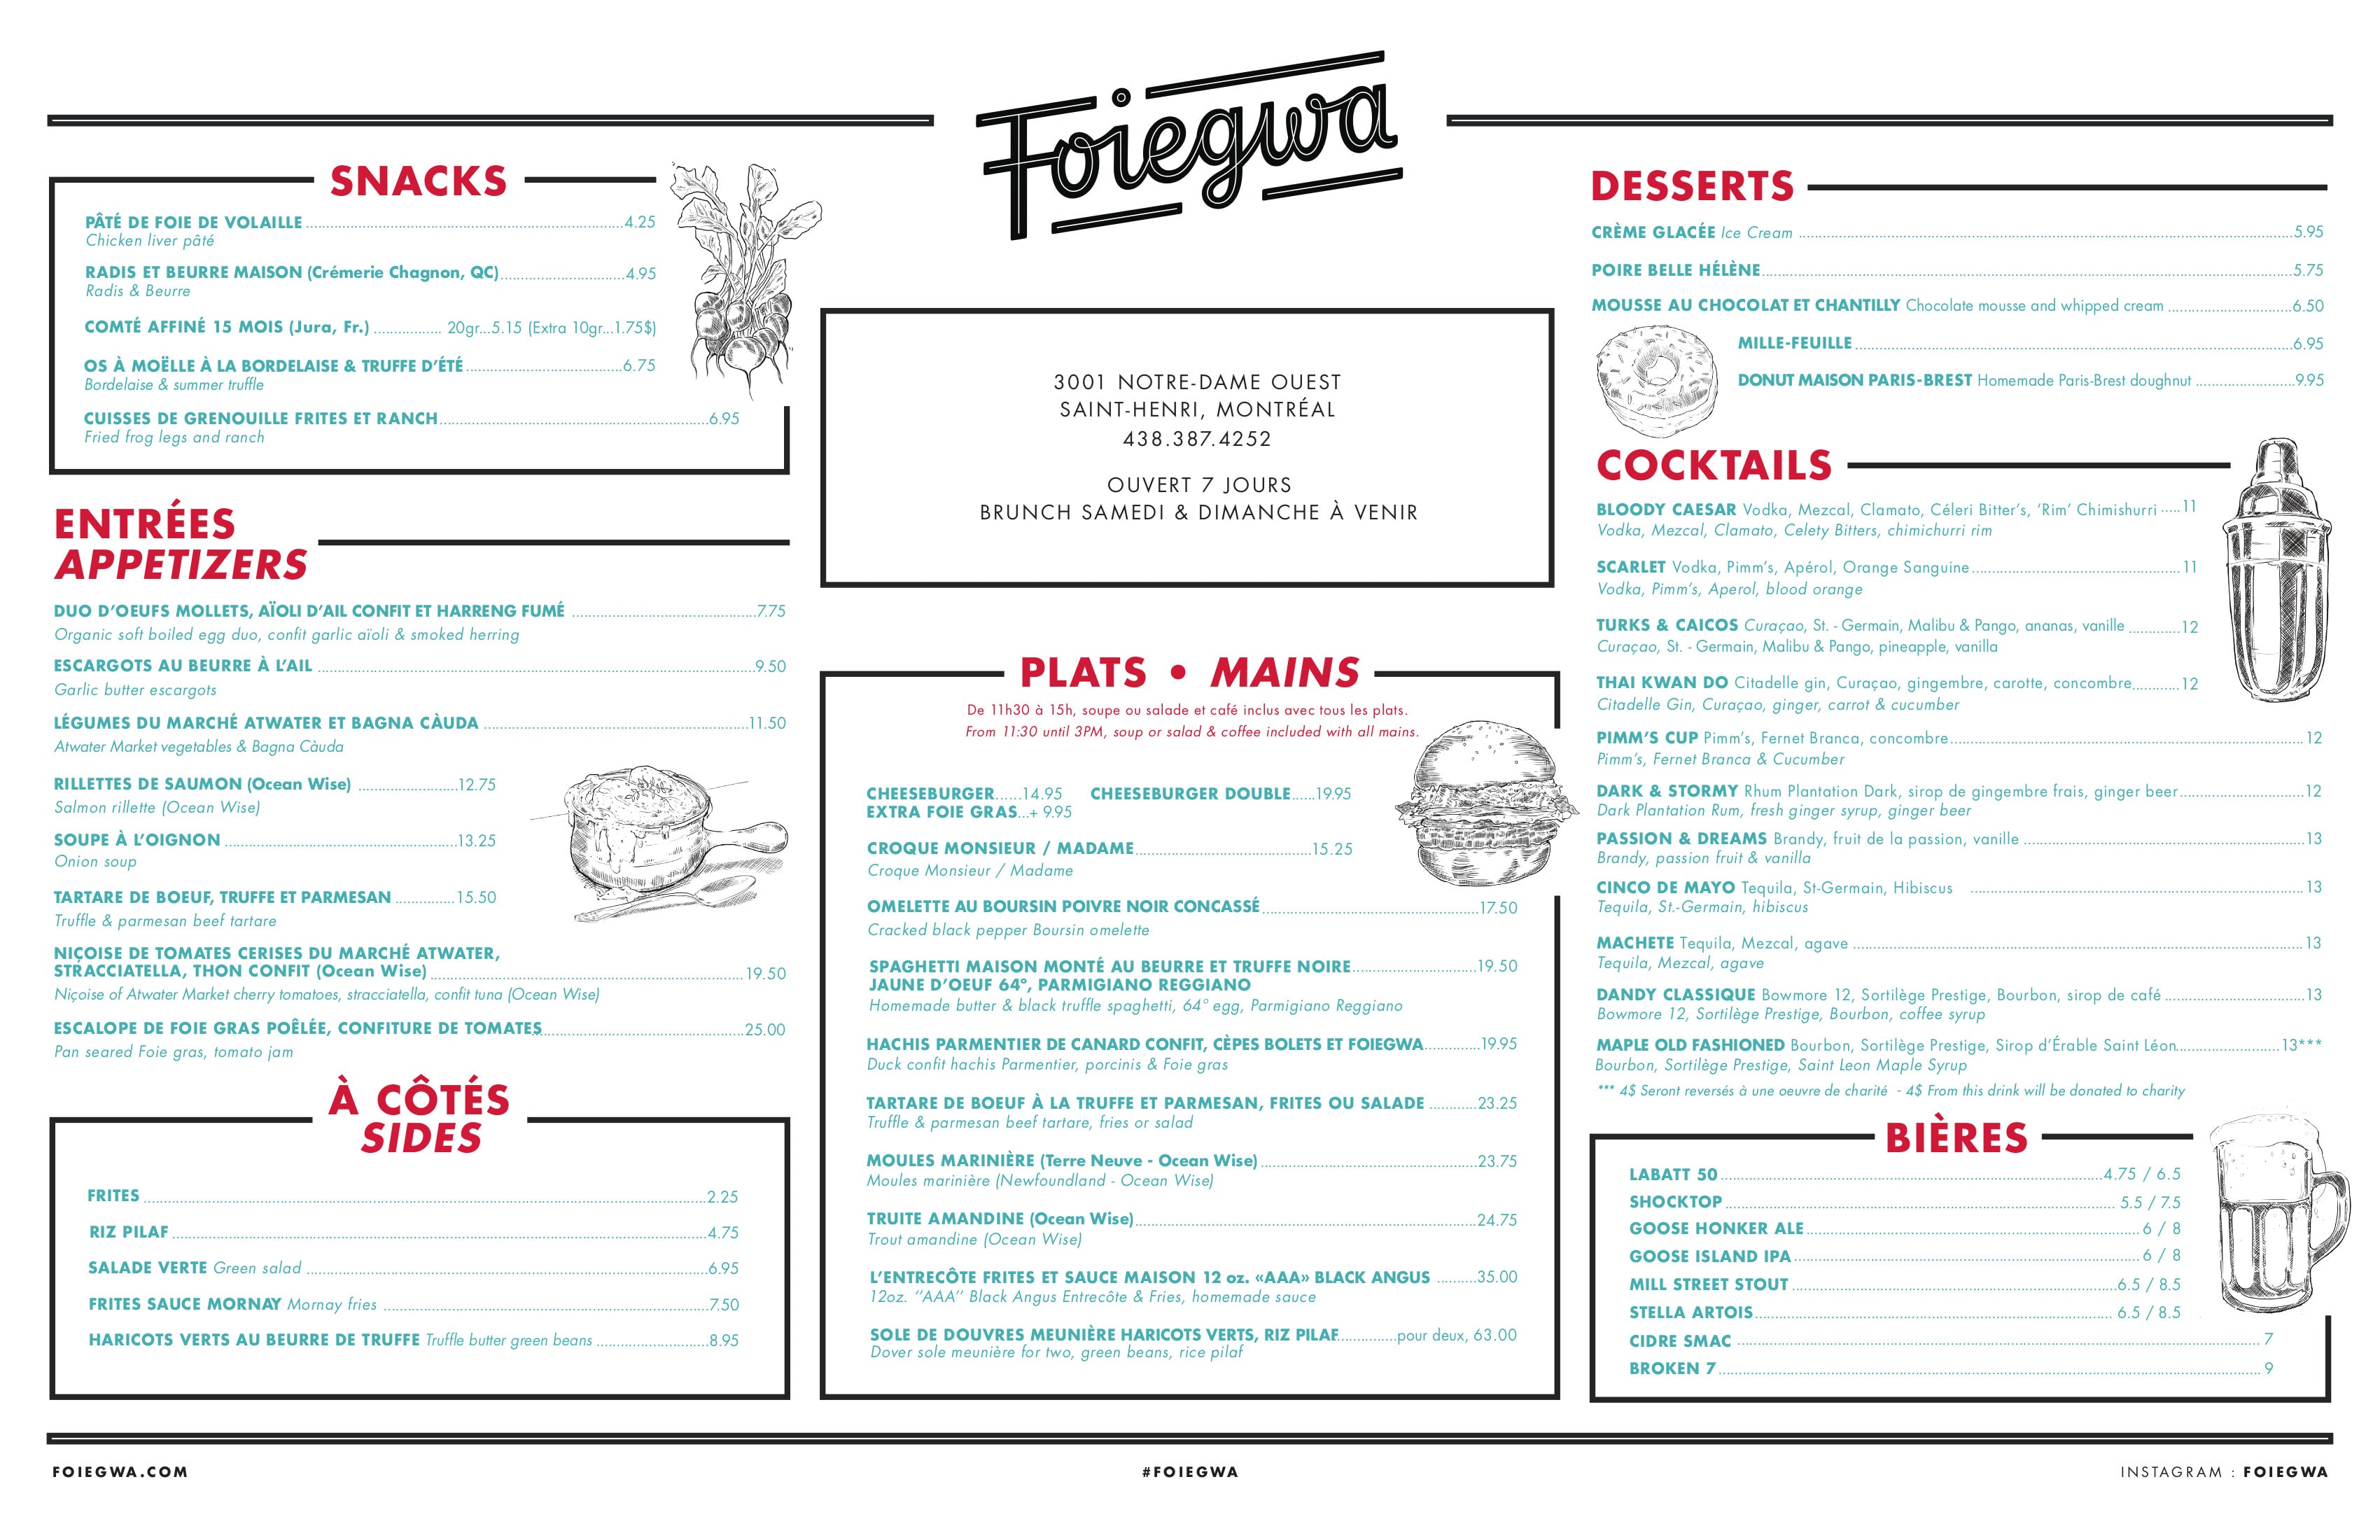 Foiegwa
SNACKS
PÂTÉ DE FOIE DE VOLAILLE 4.25
Chicken liver pâté
RADIS ET BEURRE MAISON (Crémerie Chagnon, QC) 4.95
Radis & Beurre
COMTÉ AFFINÉ 15 MOIS (Jura, Fr.) 20gr...5.15 (Extra 10gr...1.75$)
OS À MOËLLE À LA BORDELAISE & TRUFFE D'ÉTÉ 6.75
Bordelaise & summer truffle
CUISSES DE GRENOUILLE FRITES ET RANCH 6.95
Fried frog legs and ranch
ENTRÉES
APPETIZERS
DUO D'OEUFS MOLLETS, AÏOLI D'AIL CONFIT ET HARRENG FUMÉ 7.75
Organic soft boiled egg duo, confit garlic aïoli & smoked herring
ESCARGOTS AU BEURRE À L'AIL 9.50
Garlic butter escargots
LÉGUMES DU MARCHÉ ATWATER ET BAGNA CÀUDA 11.50
Atwater Market vegetables & Bagna Càuda
RILLETTES DE SAUMON (Ocean Wise) 12.75
Salmon rillette (Ocean Wise)
SOUPE À L'OIGNON 13.25
Onion soup
TARTARE DE BOEUF, TRUFFE ET PARMESAN 15.50
Truffle & parmesan beef tartare
NIÇOISE DE TOMATES CERISES DU MARCHÉ ATWATER,
STRACCIATELLA, THON CONFIT (Ocean Wise) 19.50
Niçoise of Atwater Market cherry tomatoes, stracciatella, confit tuna (Ocean Wise)
ESCALOPE DE FOIE GRAS POÊLÉE, CONFITURE DE TOMATES 25.00
Pan seared Foie gras, tomato jam
À CÔTÉS
SIDES
FRITES 2.25
RIZ PILAF 4.75
SALADE VERTE Green salad 6.95
FRITES SAUCE MORNAY Mornay fries 7.50
HARICOTS VERTS AU BEURRE DE TRUFFE Truffle butter green beans 8.95
3001 NOTRE-DAME OUEST
SAINT-HENRI, MONTRÉAL
438.387.4252
OUVERT 7 JOURS
BRUNCH SAMEDI & DIMANCHE À VENIR
PLATS • MAINS
De 11h30 à 15h, soupe ou salade et café inclus avec tous les plats.
From 11:30 until 3PM, soup or salad & coffee included with all mains.
CHEESEBURGER......14.95 CHEESEBURGER DOUBLE.....19.95
EXTRA FOIE GRAS...+ 9.95
CROQUE MONSIEUR / MADAME 15.25
Croque Monsieur / Madame
OMELETTE AU BOURSIN POIVRE NOIR CONCASSÉ 17.50
Cracked black pepper Boursin omelette
SPAGHETTI MAISON MONTÉ AU BEURRE ET TRUFFE NOIRE 19.50
JAUNE D'OEUF 64°, PARMIGIANO REGGIANO
Homemade butter & black truffle spaghetti, 64° egg, Parmigiano Reggiano
HACHIS PARMENTIER DE CANARD CONFIT, CÈPES BOLETS ET FOIEGWA 19.95
Duck confit hachis Parmentier, porcinis & Foie gras
TARTARE DE BOEUF À LA TRUFFE ET PARMESAN, FRITES OU SALADE 23.25
Truffle & parmesan beef tartare, fries or salad
MOULES MARINIÈRE (Terre Neuve - Ocean Wise) 23.75
Moules marinière (Newfoundland - Ocean Wise)
TRUITE AMANDINE (Ocean Wise) 24.75
Trout amandine (Ocean Wise)
L'ENTRECÔTE FRITES ET SAUCE MAISON 12 oz. «AAA» BLACK ANGUS 35.00
12oz. "AAA" Black Angus Entrecôte & Fries, homemade sauce
SOLE DE DOUVRES MEUNIÈRE HARICOTS VERTS, RIZ PILAF pour deux, 63.00
Dover sole meunière for two, green beans, rice pilaf
DESSERTS
CRÈME GLACÉE Ice Cream 5.95
POIRE BELLE HÉLÈNE 5.75
MOUSSE AU CHOCOLAT ET CHANTILLY Chocolate mousse and whipped cream 6.50
MILLE-FEUILLE 6.95
DONUT MAISON PARIS-BREST Homemade Paris-Brest doughnut 9.95
COCKTAILS
BLOODY CAESAR Vodka, Mezcal, Clamato, Céleri Bitter's, 'Rim' Chimishurri 11
Vodka, Mezcal, Clamato, Celety Bitters, chimichurri rim
SCARLET Vodka, Pimm's, Apérol, Orange Sanguine 11
Vodka, Pimm's, Aperol, blood orange
TURKS & CAICOS Curaçao, St. - Germain, Malibu & Pango, ananas, vanille 12
Curaçao, St. - Germain, Malibu & Pango, pineapple, vanilla
THAI KWAN DO Citadelle gin, Curaçao, gingembre, carotte, concombre 12
Citadelle Gin, Curaçao, ginger, carrot & cucumber
PIMM'S CUP Pimm's, Fernet Branca, concombre 12
Pimm's, Fernet Branca & Cucumber
DARK & STORMY Rhum Plantation Dark, sirop de gingembre frais, ginger beer 12
Dark Plantation Rum, fresh ginger syrup, ginger beer
PASSION & DREAMS Brandy, fruit de la passion, vanille 13
Brandy, passion fruit & vanilla
CINCO DE MAYO Tequila, St-Germain, Hibiscus 13
Tequila, St.-Germain, hibiscus
MACHETE Tequila, Mezcal, agave 13
Tequila, Mezcal, agave
DANDY CLASSIQUE Bowmore 12, Sortilège Prestige, Bourbon, sirop de café 13
Bowmore 12, Sortilège Prestige, Bourbon, coffee syrup
MAPLE OLD FASHIONED Bourbon, Sortilège Prestige, Sirop d'Érable Saint Léon 13***
Bourbon, Sortilège Prestige, Saint Leon Maple Syrup
*** 4$ Seront reversés à une oeuvre de charité - 4$ From this drink will be donated to charity
BIÈRES
LABATT 50 4.75 / 6.5
SHOCKTOP 5.5 / 7.5
GOOSE HONKER ALE 6 / 8
GOOSE ISLAND IPA 6 / 8
MILL STREET STOUT 6.5 / 8.5
STELLA ARTOIS 6.5 / 8.5
CIDRE SMAC 7
BROKEN 7 9
FOIEGWA.COM
#FOIEGWA
INSTAGRAM : FOIEGWA